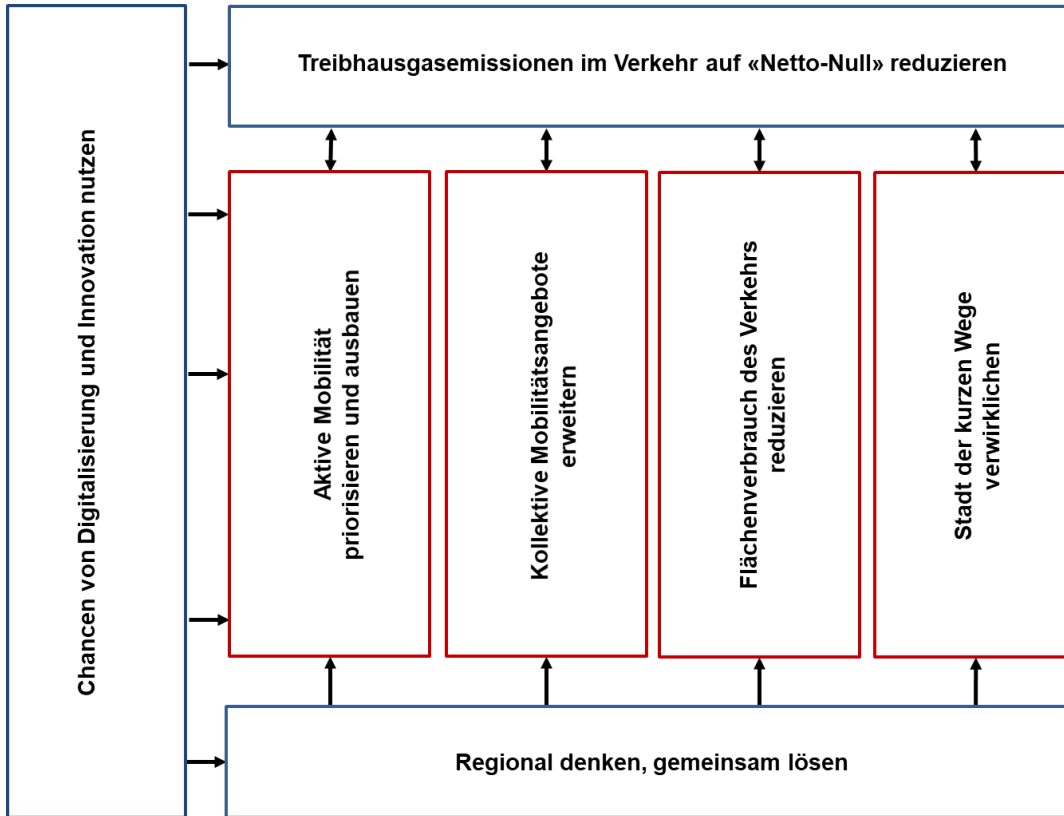 Chancen von Digitalisierung und Innovation nutzen
Treibhausgasemissionen im Verkehr auf «Netto-Null» reduzieren
Aktive Mobilität
priorisieren und ausbauen
Kollektive Mobilitätsangebote
erweitern
Flächenverbrauch des Verkehrs
reduzieren
Stadt der kurzen Wege
verwirklichen
Regional denken, gemeinsam lösen